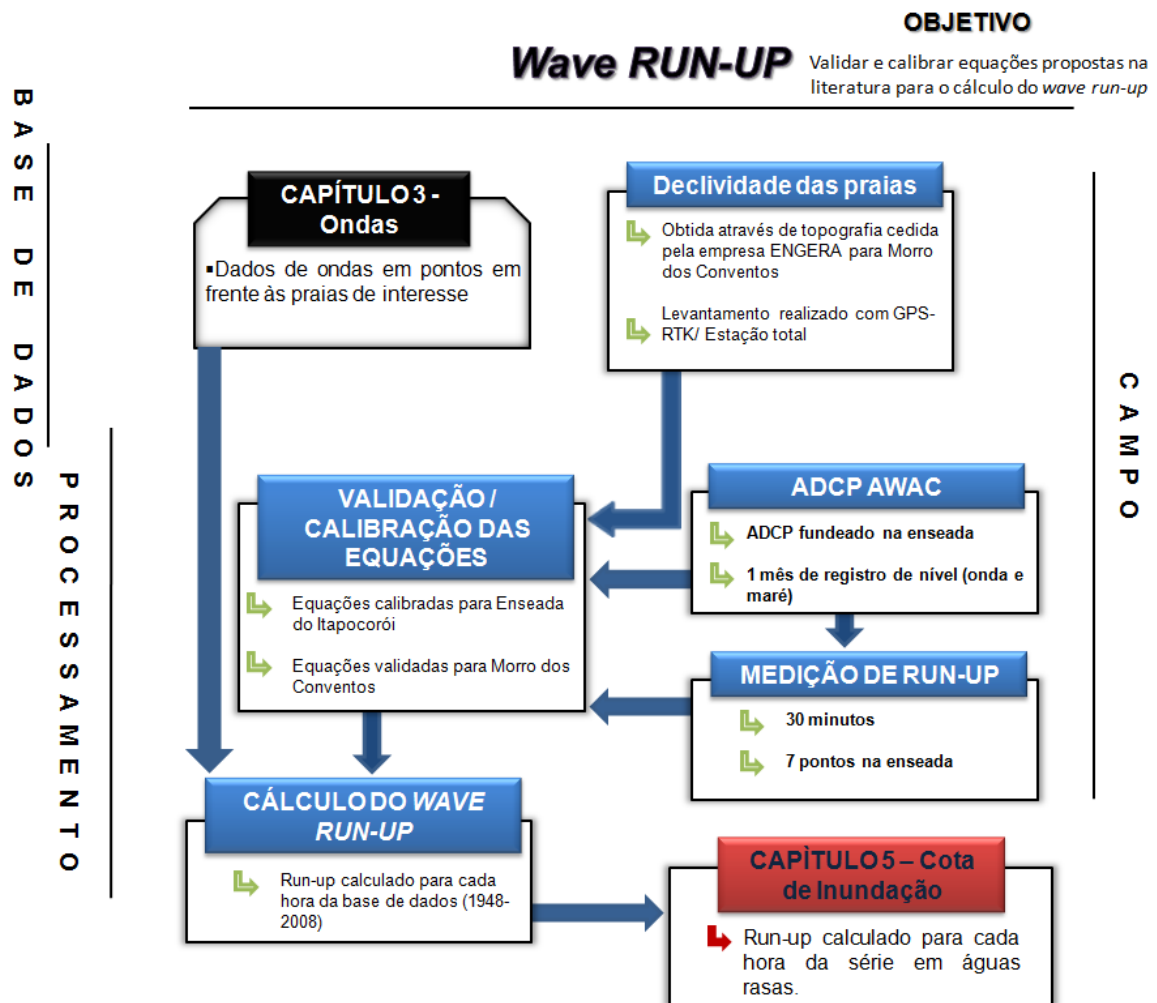 OBJETIVO
Wave RUN-UP
Validar e calibrar equações propostas na
literatura para o cálculo do wave run-up
BASE DE DADOS
PROCESSAMENTO
CAMPO
CAPÍTULO 3 -
Ondas
▪Dados de ondas em pontos em
frente às praias de interesse
Declividade das praias
Obtida através de topografia cedida
pela empresa ENGERA para Morro
dos Conventos
Levantamento realizado com GPS-
RTK/ Estação total
VALIDAÇÃO /
CALIBRAÇÃO DAS
EQUAÇÕES
Equações calibradas para Enseada
do Itapocorói
Equações validadas para Morro dos
Conventos
ADCP AWAC
ADCP fundeado na enseada
1 mês de registro de nível (onda e
maré)
MEDIÇÃO DE RUN-UP
30 minutos
7 pontos na enseada
CÁLCULO DO WAVE
RUN-UP
Run-up calculado para cada
hora da base de dados (1948-
2008)
CAPÌTULO 5 – Cota
de Inundação
Run-up calculado para cada
hora da série em águas
rasas.